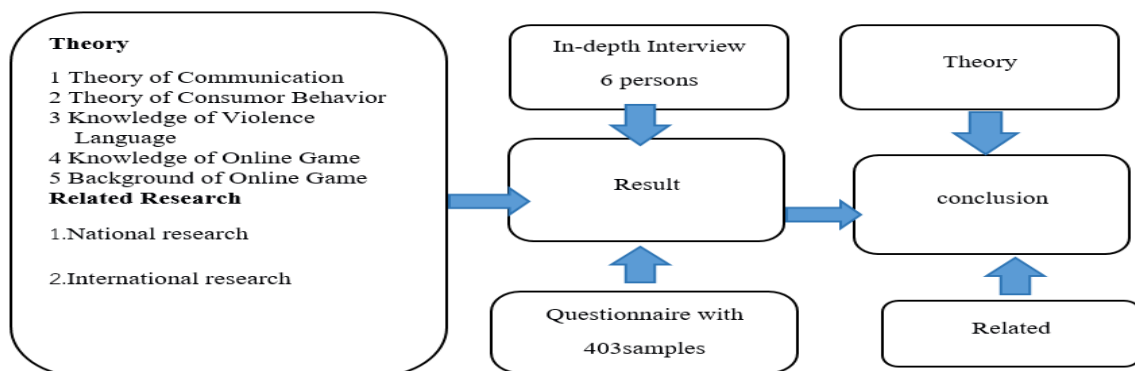 Theory
1 Theory of Communication
2 Theory of Consumor Behavior
3 Knowledge of Violence
Language
4 Knowledge of Online Game
5 Background of Online Game
Related Research
1.National research
2.International research
In-depth Interview
6 persons
Result
Questionnaire with
403samples
Theory
conclusion
Related